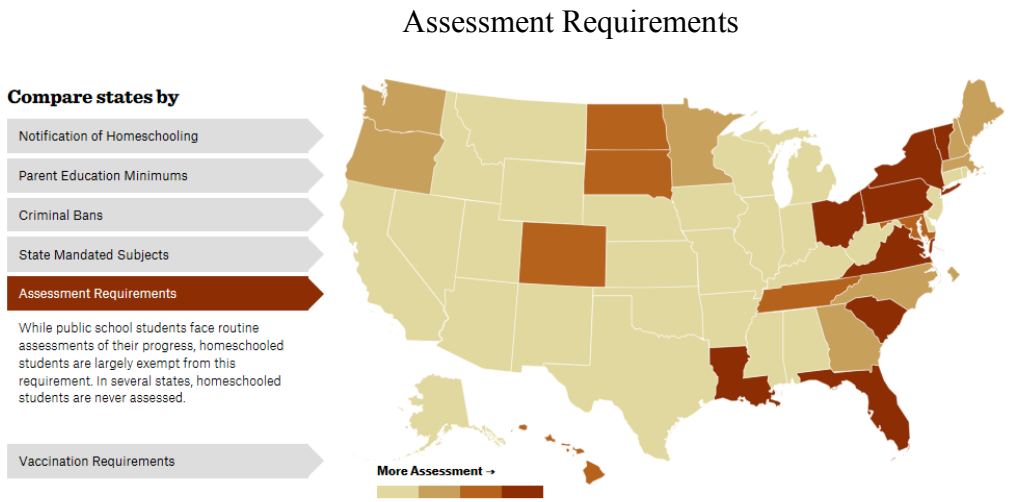 Assessment Requirements
Compare states by
Notification of Homeschooling
Parent Education Minimums
Criminal Bans
State Mandated Subjects
Assessment Requirements
While public school students face routine
assessments of their progress, homeschooled
students are largely exempt from this
requirement. In several states, homeschooled
students are never assessed.
Vaccination Requirements
More Assessment →